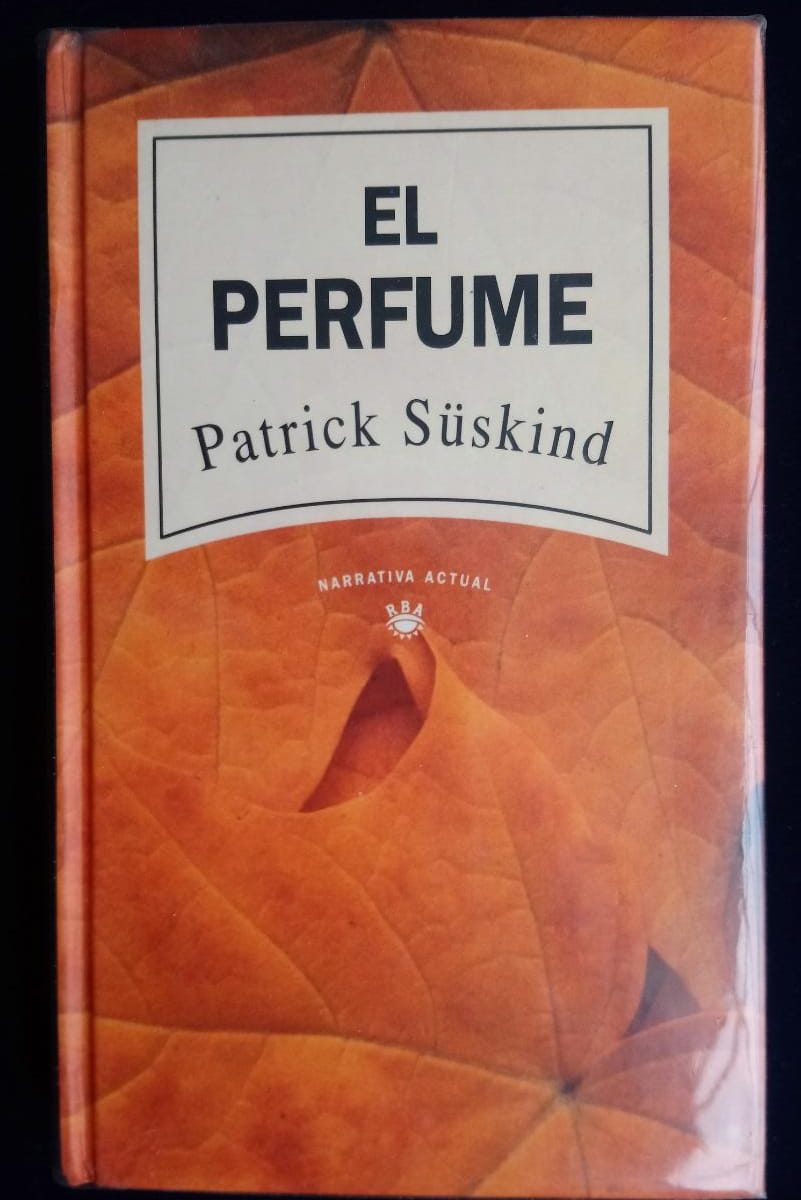 EL
PERFUME
Patrick Süskind
NARRATIVA ACTUAL
RBA